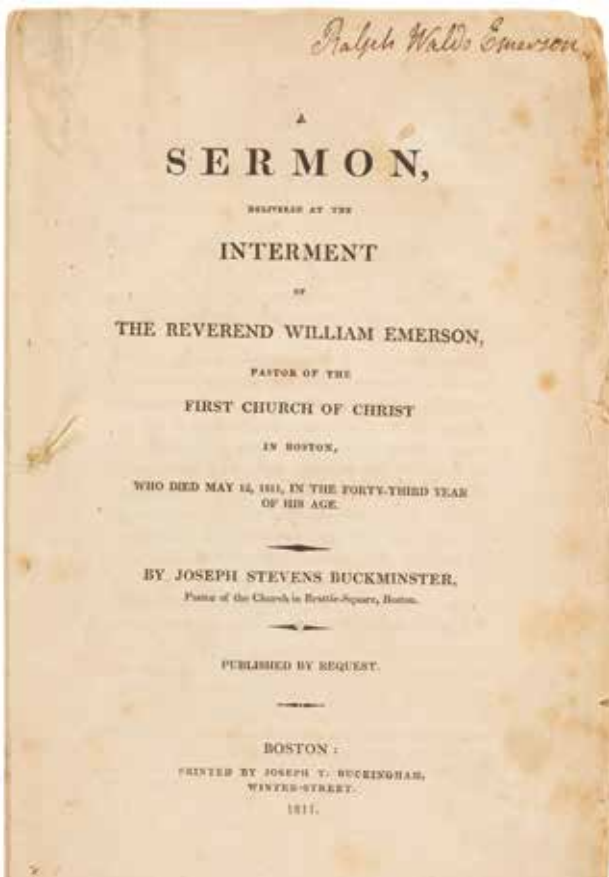 Ralph Waldo Emerson
A
SERMON,
DELIVERED AT THE
INTERMENT
OF
THE REVEREND WILLIAM EMERSON,
PASTOR OF THE
FIRST CHURCH OF CHRIST
IN BOSTON,
WHO DIED MAY 12, 1811, IN THE FORTY-THIRD YEAR
OF HIS AGE.
BY JOSEPH STEVENS BUCKMINSTER,
Pastor of the Church in Brattle-Square, Boston.
PUBLISHED BY REQUEST.
BOSTON:
PRINTED BY JOSEPH T. BUCKINGHAM,
WINTER-STREET.
1811.